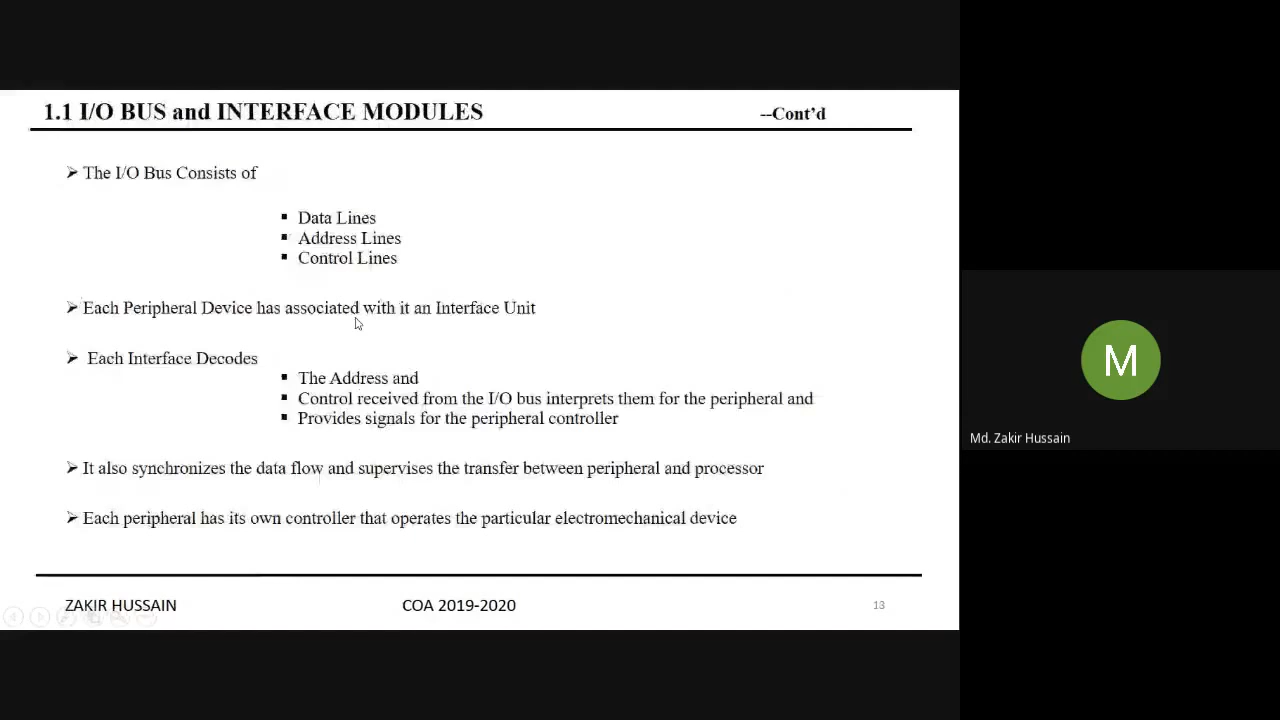 1.1 I/O BUS and INTERFACE MODULES --Cont’d
➢ The I/O Bus Consists of
▪ Data Lines
▪ Address Lines
▪ Control Lines
➢ Each Peripheral Device has associated with it an Interface Unit
➢ Each Interface Decodes
▪ The Address and
▪ Control received from the I/O bus interprets them for the peripheral and
▪ Provides signals for the peripheral controller
➢ It also synchronizes the data flow and supervises the transfer between peripheral and processor
➢ Each peripheral has its own controller that operates the particular electromechanical device
ZAKIR HUSSAIN COA 2019-2020 13
M
Md. Zakir Hussain